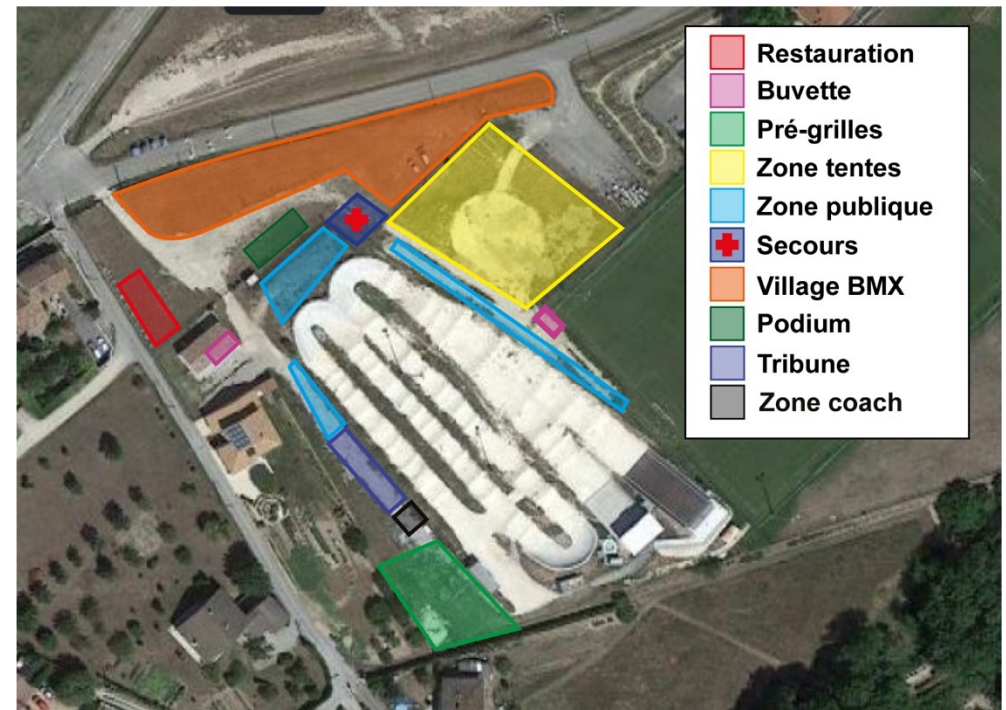 Restauration
Buvette
Pré-grilles
Zone tentes
Zone publique
Secours
Village BMX
Podium
Tribune
Zone coach